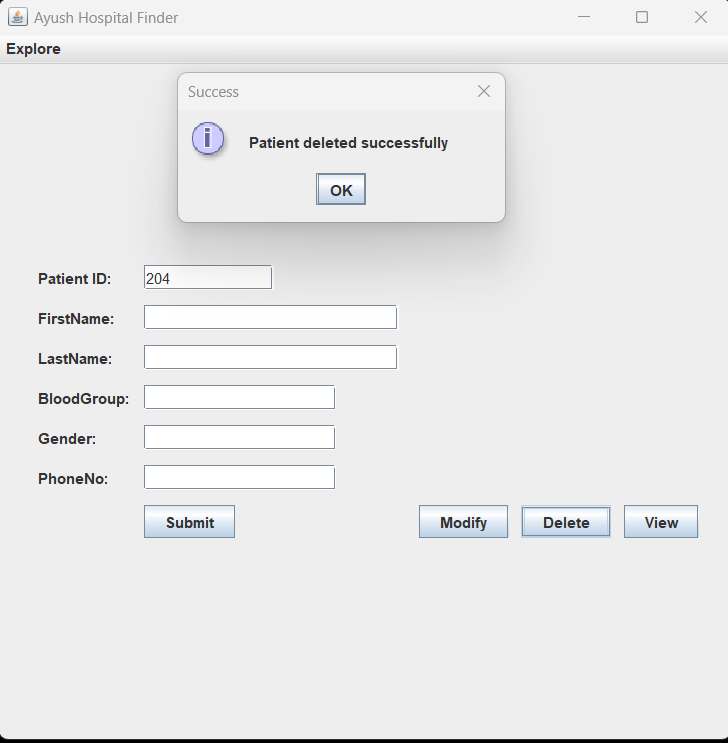 Ayush Hospital Finder
Explore
Success
i
Patient deleted successfully
OK
Patient ID: 204
FirstName:
LastName:
BloodGroup:
Gender:
PhoneNo:
Submit Modify Delete View